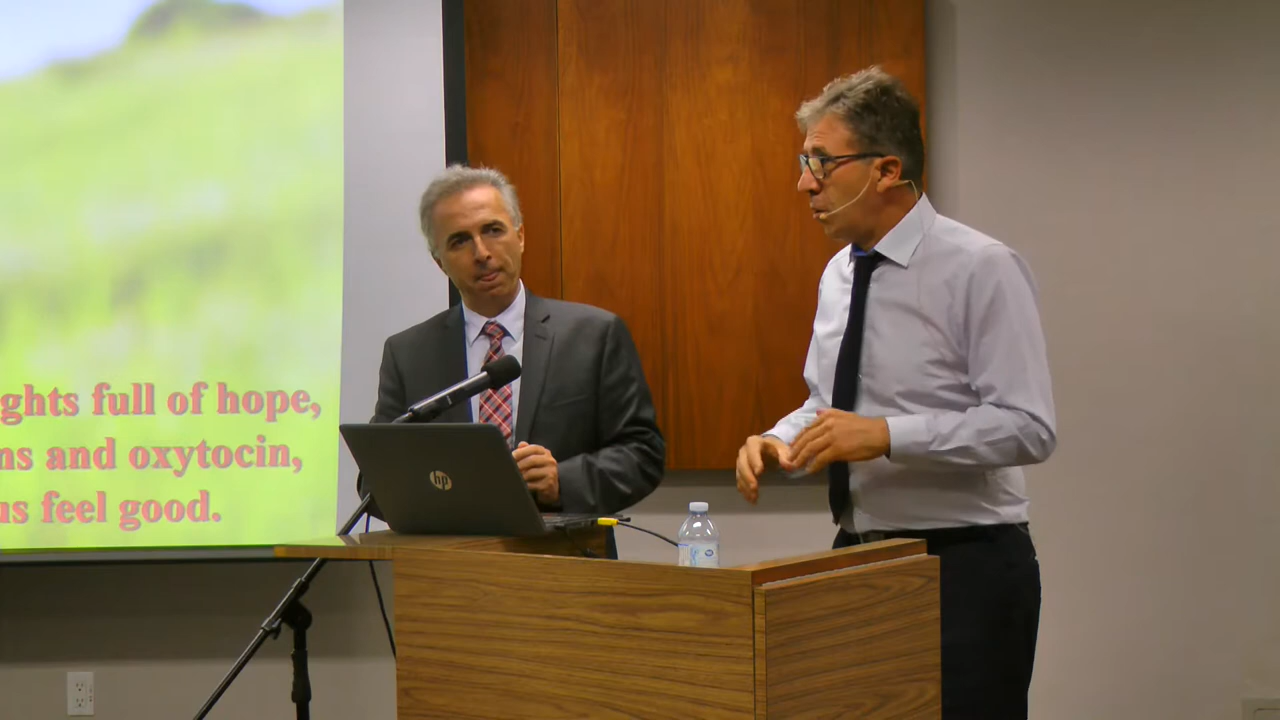 ghts full of hope,
ns and oxytocin,
us feel good.
hp